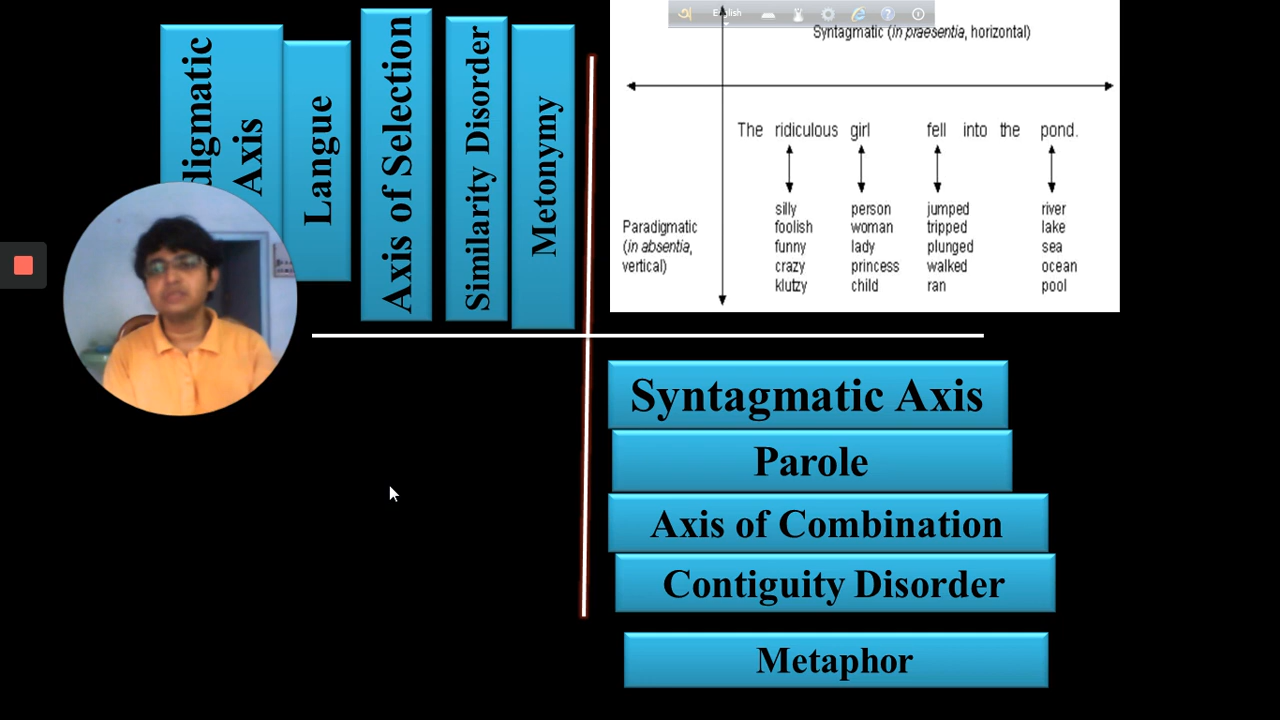 digmatic
Axis
Langue
Axis of Selection
Similarity Disorder
Metonymy
Syntagmatic (in praesentia, horizontal)
The ridiculous girl fell into the pond.
Paradigmatic
(in absentia,
vertical)
silly person jumped river
foolish woman tripped lake
funny lady plunged sea
crazy princess walked ocean
klutzy child ran pool
Syntagmatic Axis
Parole
Axis of Combination
Contiguity Disorder
Metaphor